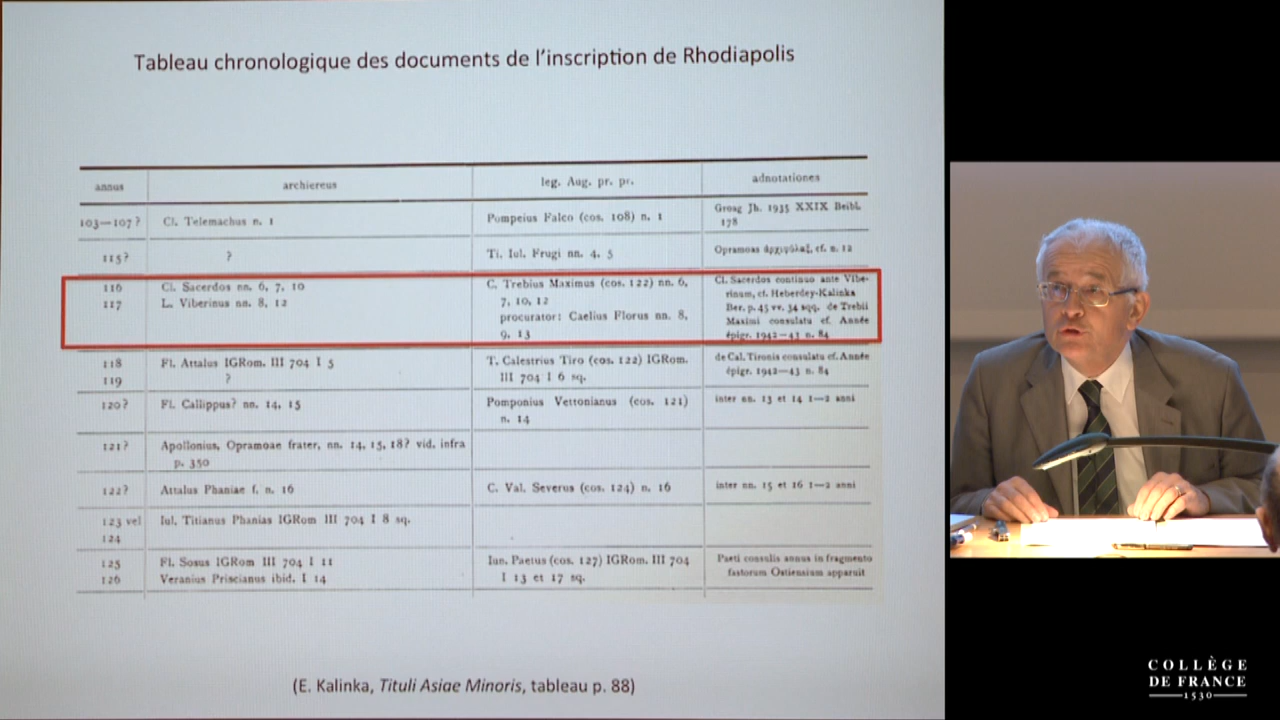 Tableau chronologique des documents de l'inscription de Rhodiapolis
annus archiereus leg. Aug. pr. pr. adnotationes
103—107? Cl. Telemachus n. 1 Pompeius Falco (cos. 108) n. 1 Groag Jh. 1935 XXIX Beibl.
178
115? ? Ti. Iul. Frugi nn. 4, 5 Opramoas ἀρχιφύλαξ, cf. n. 12
116 Cl. Sacerdos nn. 6, 7, 10 C. Trebius Maximus (cos. 122) nn. 6, Cl. Sacerdos continuo ante Vibe-
117 L. Viberinus nn. 8, 12 7, 10, 12 rinum, cf. Heberdey-Kalinka
procurator: Caelius Florus nn. 8, Ber. p. 45 vv. 34 sqq. de Trebii
9, 13 Maximi consulatu cf. Année
épigr. 1942—43 n. 84
118 Fl. Attalus IGRom. III 704 I 5 T. Calestrius Tiro (cos. 122) IGRom. de Cal. Tironis consulatu cf. Année
119 ? III 704 I 6 sq. épigr. 1942—43 n. 84
120? Fl. Callippus? nn. 14, 15 Pomponius Vettonianus (cos. 121) inter nn. 13 et 14 1—2 anni
n. 14
121? Apollonius, Opramoae frater, nn. 14, 15, 18? vid. infra
p. 350
122? Attalus Phaniae f. n. 16 C. Val. Severus (cos. 124) n. 16 inter nn. 15 et 16 1—2 anni
123 vel Iul. Titianus Phanias IGRom III 704 I 8 sq.
124
125 Fl. Sosus IGRom III 704 I 11 Iun. Paetus (cos. 127) IGRom. III 704 Paeti consulis annus in fragmento
126 Veranius Priscianus ibid. I 14 I 13 et 17 sq. fastorum Ostiensium apparuit
(E. Kalinka, Tituli Asiae Minoris, tableau p. 88)
COLLÈGE
DE FRANCE
1530